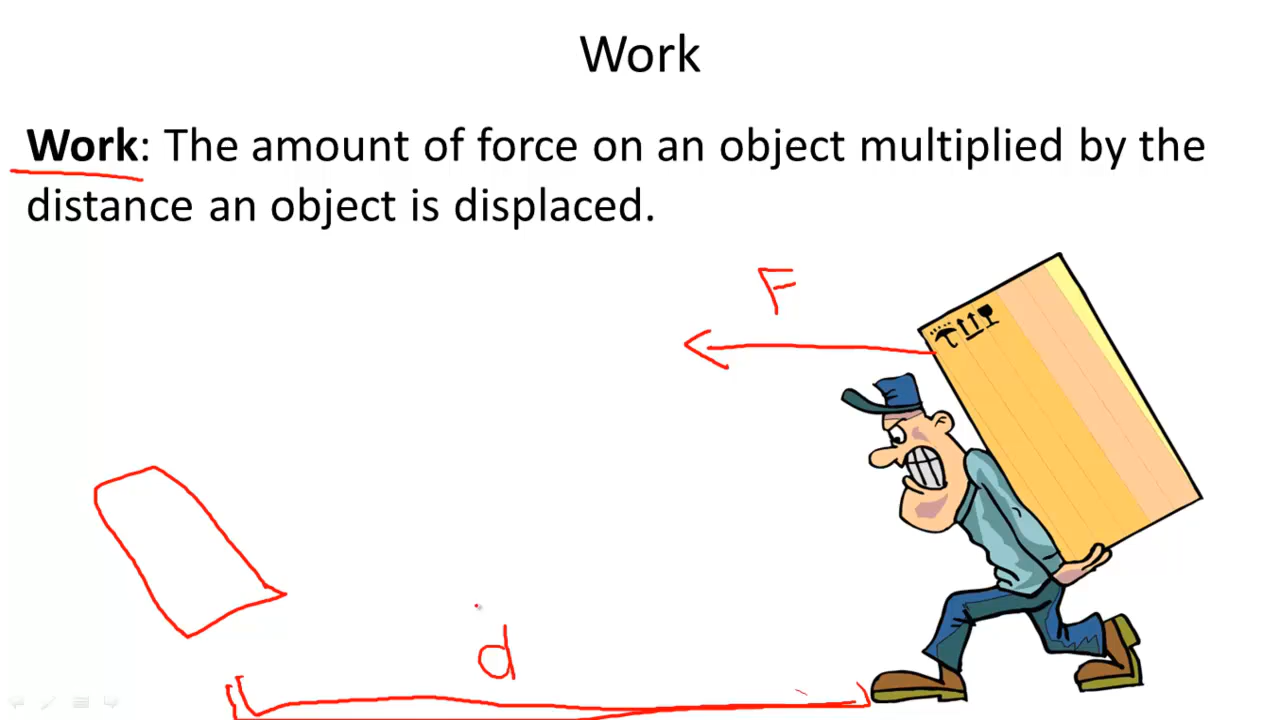 Work
Work: The amount of force on an object multiplied by the
distance an object is displaced.
F
d